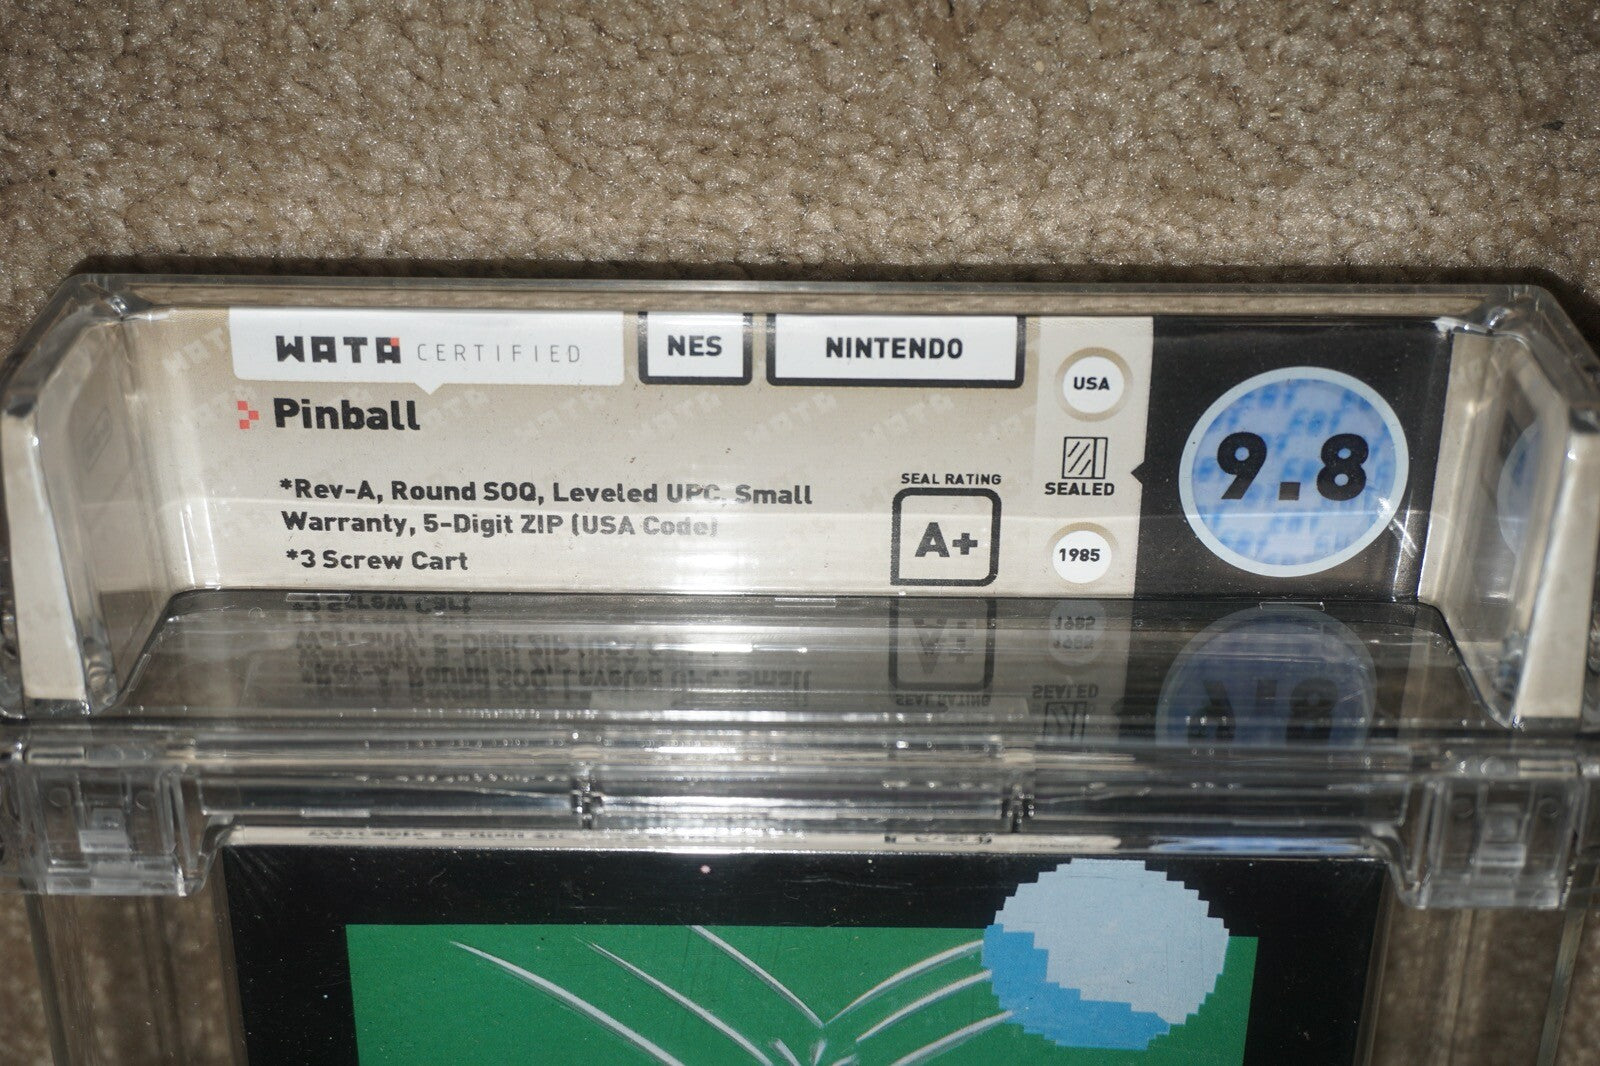 WATA CERTIFIED
NES
NINTENDO
Pinball
*Rev-A, Round SOQ, Leveled UPC, Small
Warranty, 5-Digit ZIP (USA Code)
*3 Screw Cart
SEAL RATING
A+
USA
SEALED
1985
9.8